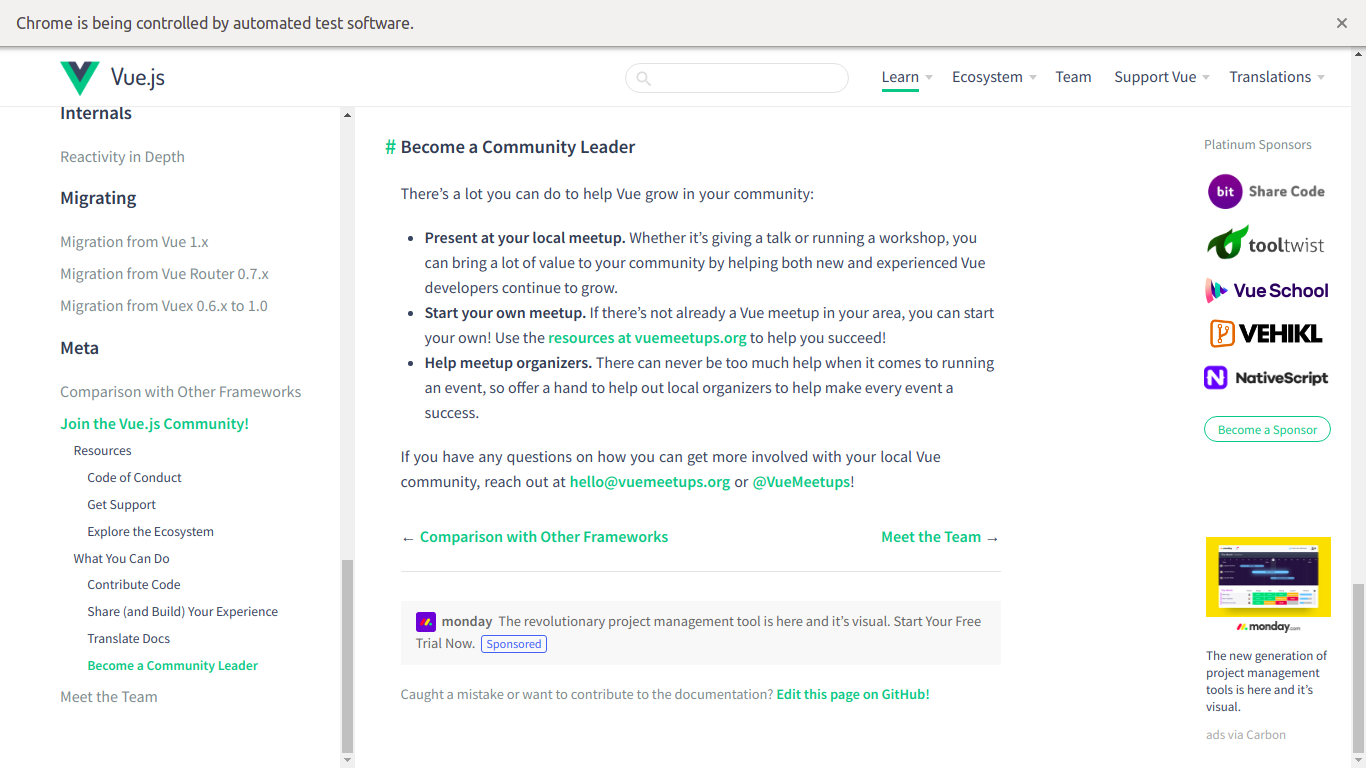 Chrome is being controlled by automated test software.
Vue.js
Learn
Ecosystem
Team
Support Vue
Translations
Internals
Reactivity in Depth
Migrating
Migration from Vue 1.x
Migration from Vue Router 0.7.x
Migration from Vuex 0.6.x to 1.0
Meta
Comparison with Other Frameworks
Join the Vue.js Community!
Resources
Code of Conduct
Get Support
Explore the Ecosystem
What You Can Do
Contribute Code
Share (and Build) Your Experience
Translate Docs
Become a Community Leader
Meet the Team
# Become a Community Leader
There’s a lot you can do to help Vue grow in your community:
• Present at your local meetup. Whether it’s giving a talk or running a workshop, you
can bring a lot of value to your community by helping both new and experienced Vue
developers continue to grow.
• Start your own meetup. If there’s not already a Vue meetup in your area, you can start
your own! Use the resources at vuemeetups.org to help you succeed!
• Help meetup organizers. There can never be too much help when it comes to running
an event, so offer a hand to help out local organizers to help make every event a
success.
If you have any questions on how you can get more involved with your local Vue
community, reach out at hello@vuemeetups.org or @VueMeetups!
← Comparison with Other Frameworks
Meet the Team →
monday The revolutionary project management tool is here and it’s visual. Start Your Free
Trial Now. Sponsored
Caught a mistake or want to contribute to the documentation? Edit this page on GitHub!
Platinum Sponsors
bit Share Code
tooltwist
Vue School
VEHIKL
NativeScript
Become a Sponsor
monday.com
The new generation of
project management
tools is here and it’s
visual.
ads via Carbon